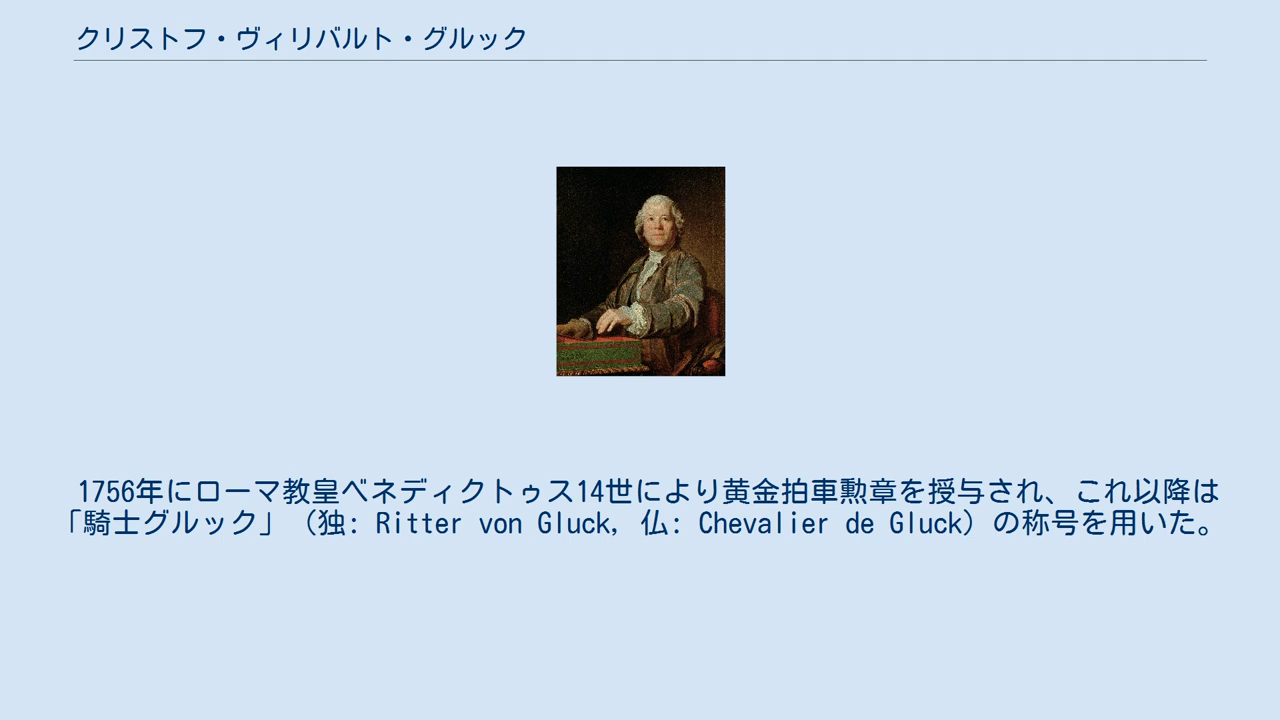 クリストフ・ヴィリバルト・グルック
1756年にローマ教皇ベネディクトゥス14世により黄金拍車勲章を授与され、これ以降は
「騎士グルック」（独: Ritter von Gluck, 仏: Chevalier de Gluck）の称号を用いた。